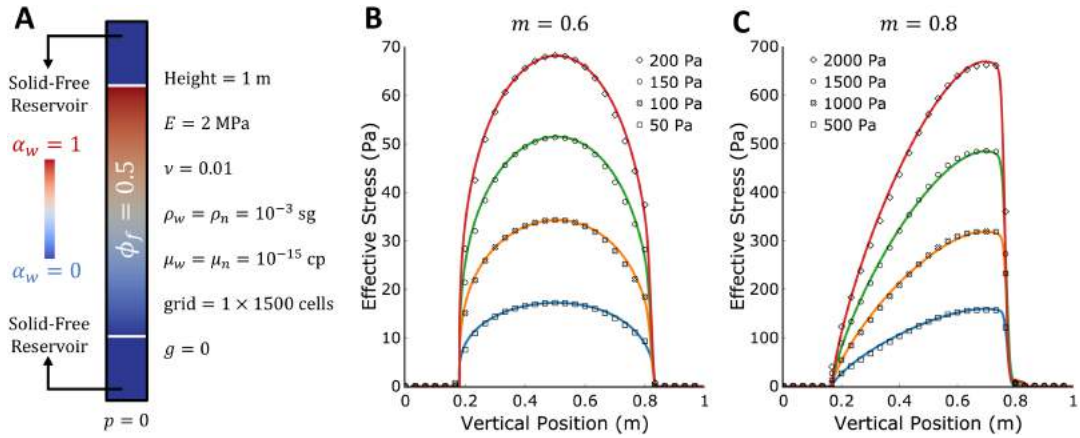 A
Solid-Free
Reservoir
α_w = 1
α_w = 0
Solid-Free
Reservoir
ϕ_f = 0.5
p = 0
Height = 1 m
E = 2 MPa
ν = 0.01
ρ_w = ρ_n = 10⁻³ sg
μ_w = μ_n = 10⁻¹⁵ cp
grid = 1 × 1500 cells
g = 0
B
m = 0.6
Effective Stress (Pa)
70
60
50
40
30
20
10
0
200 Pa
150 Pa
100 Pa
50 Pa
0 0.2 0.4 0.6 0.8 1
Vertical Position (m)
C
m = 0.8
Effective Stress (Pa)
700
600
500
400
300
200
100
0
2000 Pa
1500 Pa
1000 Pa
500 Pa
0 0.2 0.4 0.6 0.8 1
Vertical Position (m)